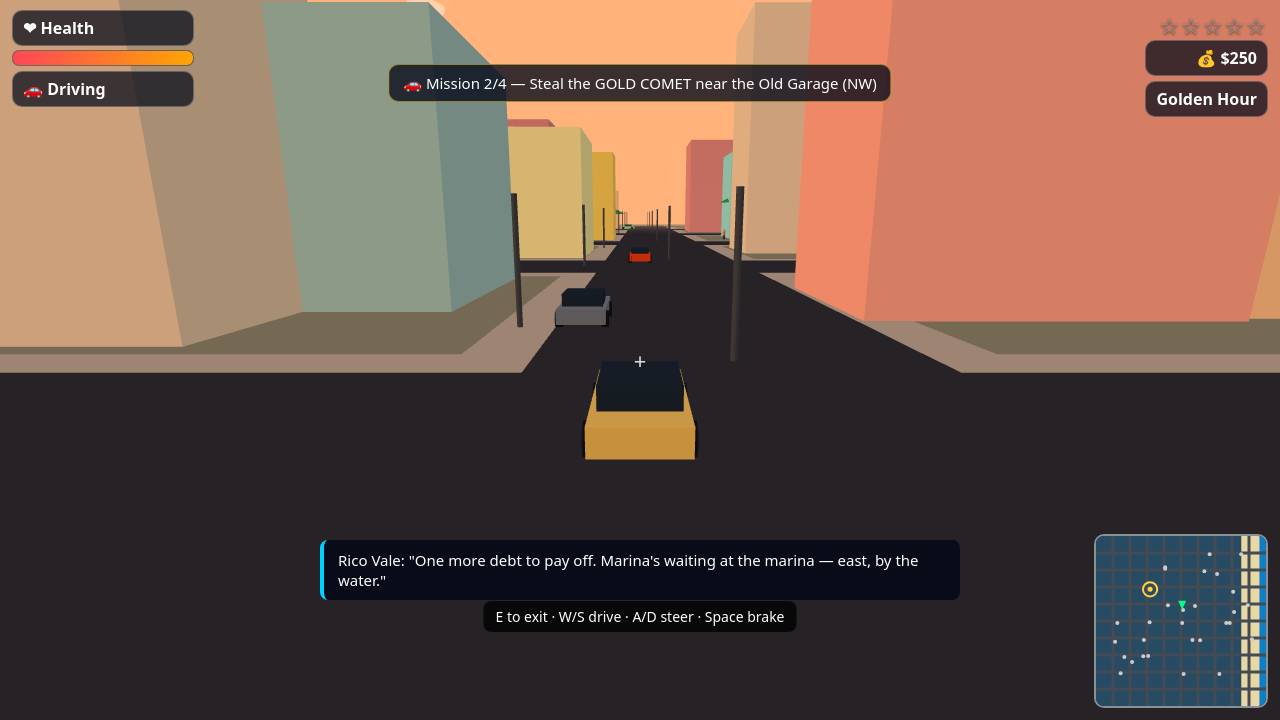 ❤ Health
🚗 Driving
🚗 Mission 2/4 — Steal the GOLD COMET near the Old Garage (NW)
☆☆☆☆☆
💰 $250
Golden Hour
Rico Vale: "One more debt to pay off. Marina's waiting at the marina — east, by the
water."
E to exit · W/S drive · A/D steer · Space brake